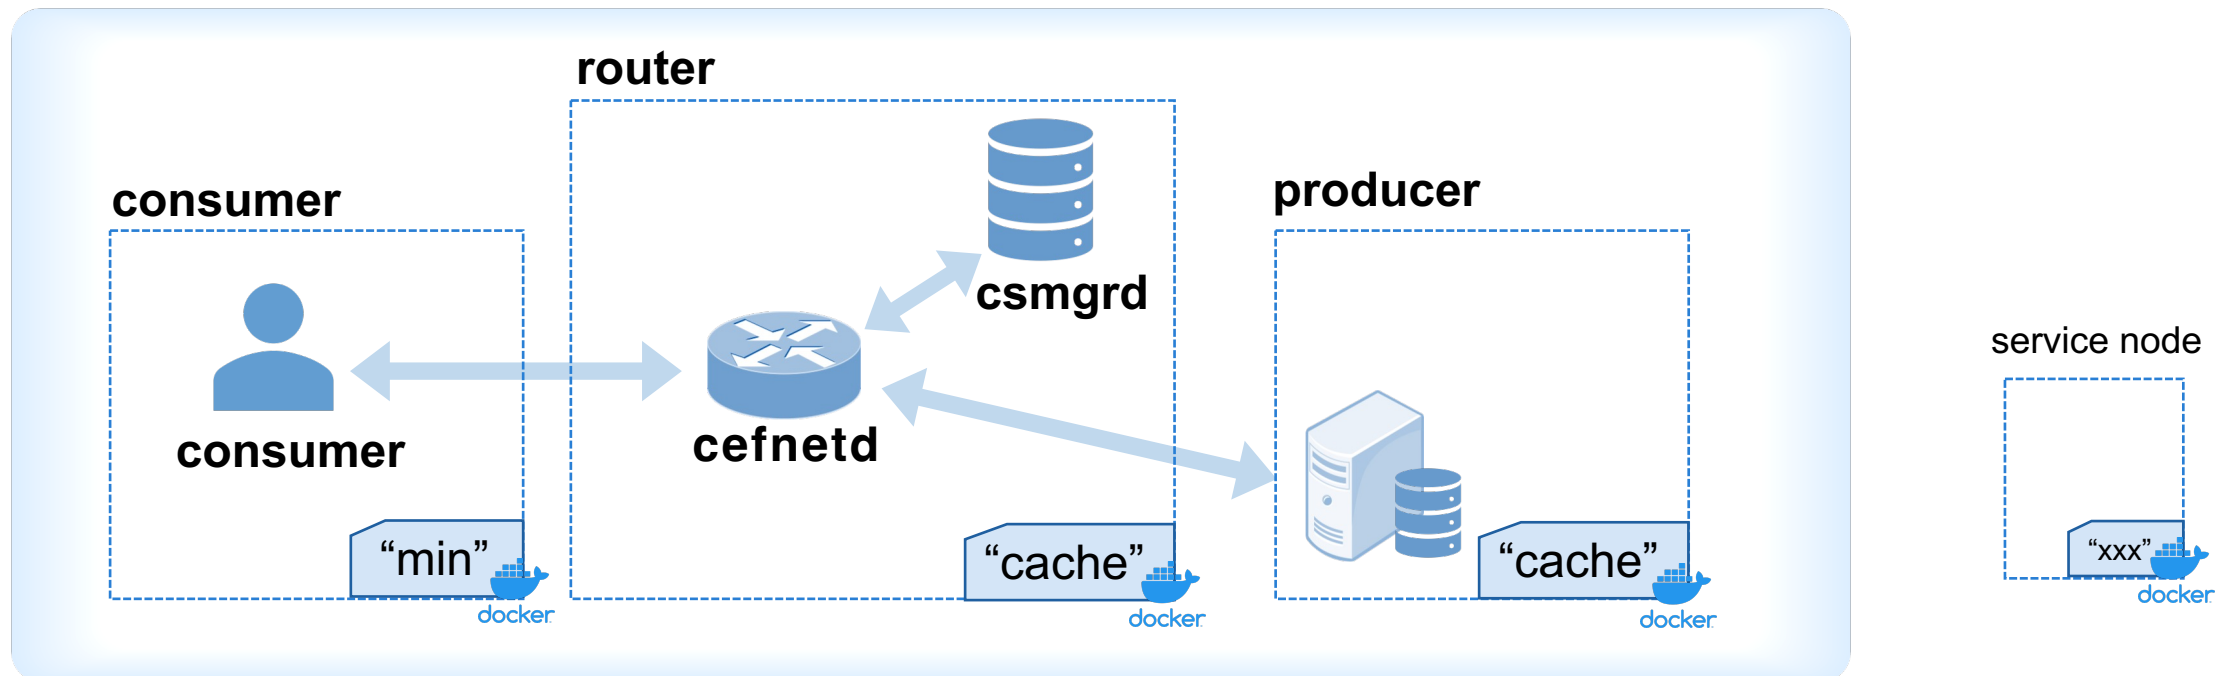 router
consumer
producer
csmgrd
service node
consumer
cefnetd
“min”
“cache”
“cache”
“xxx”
docker
docker
docker
docker